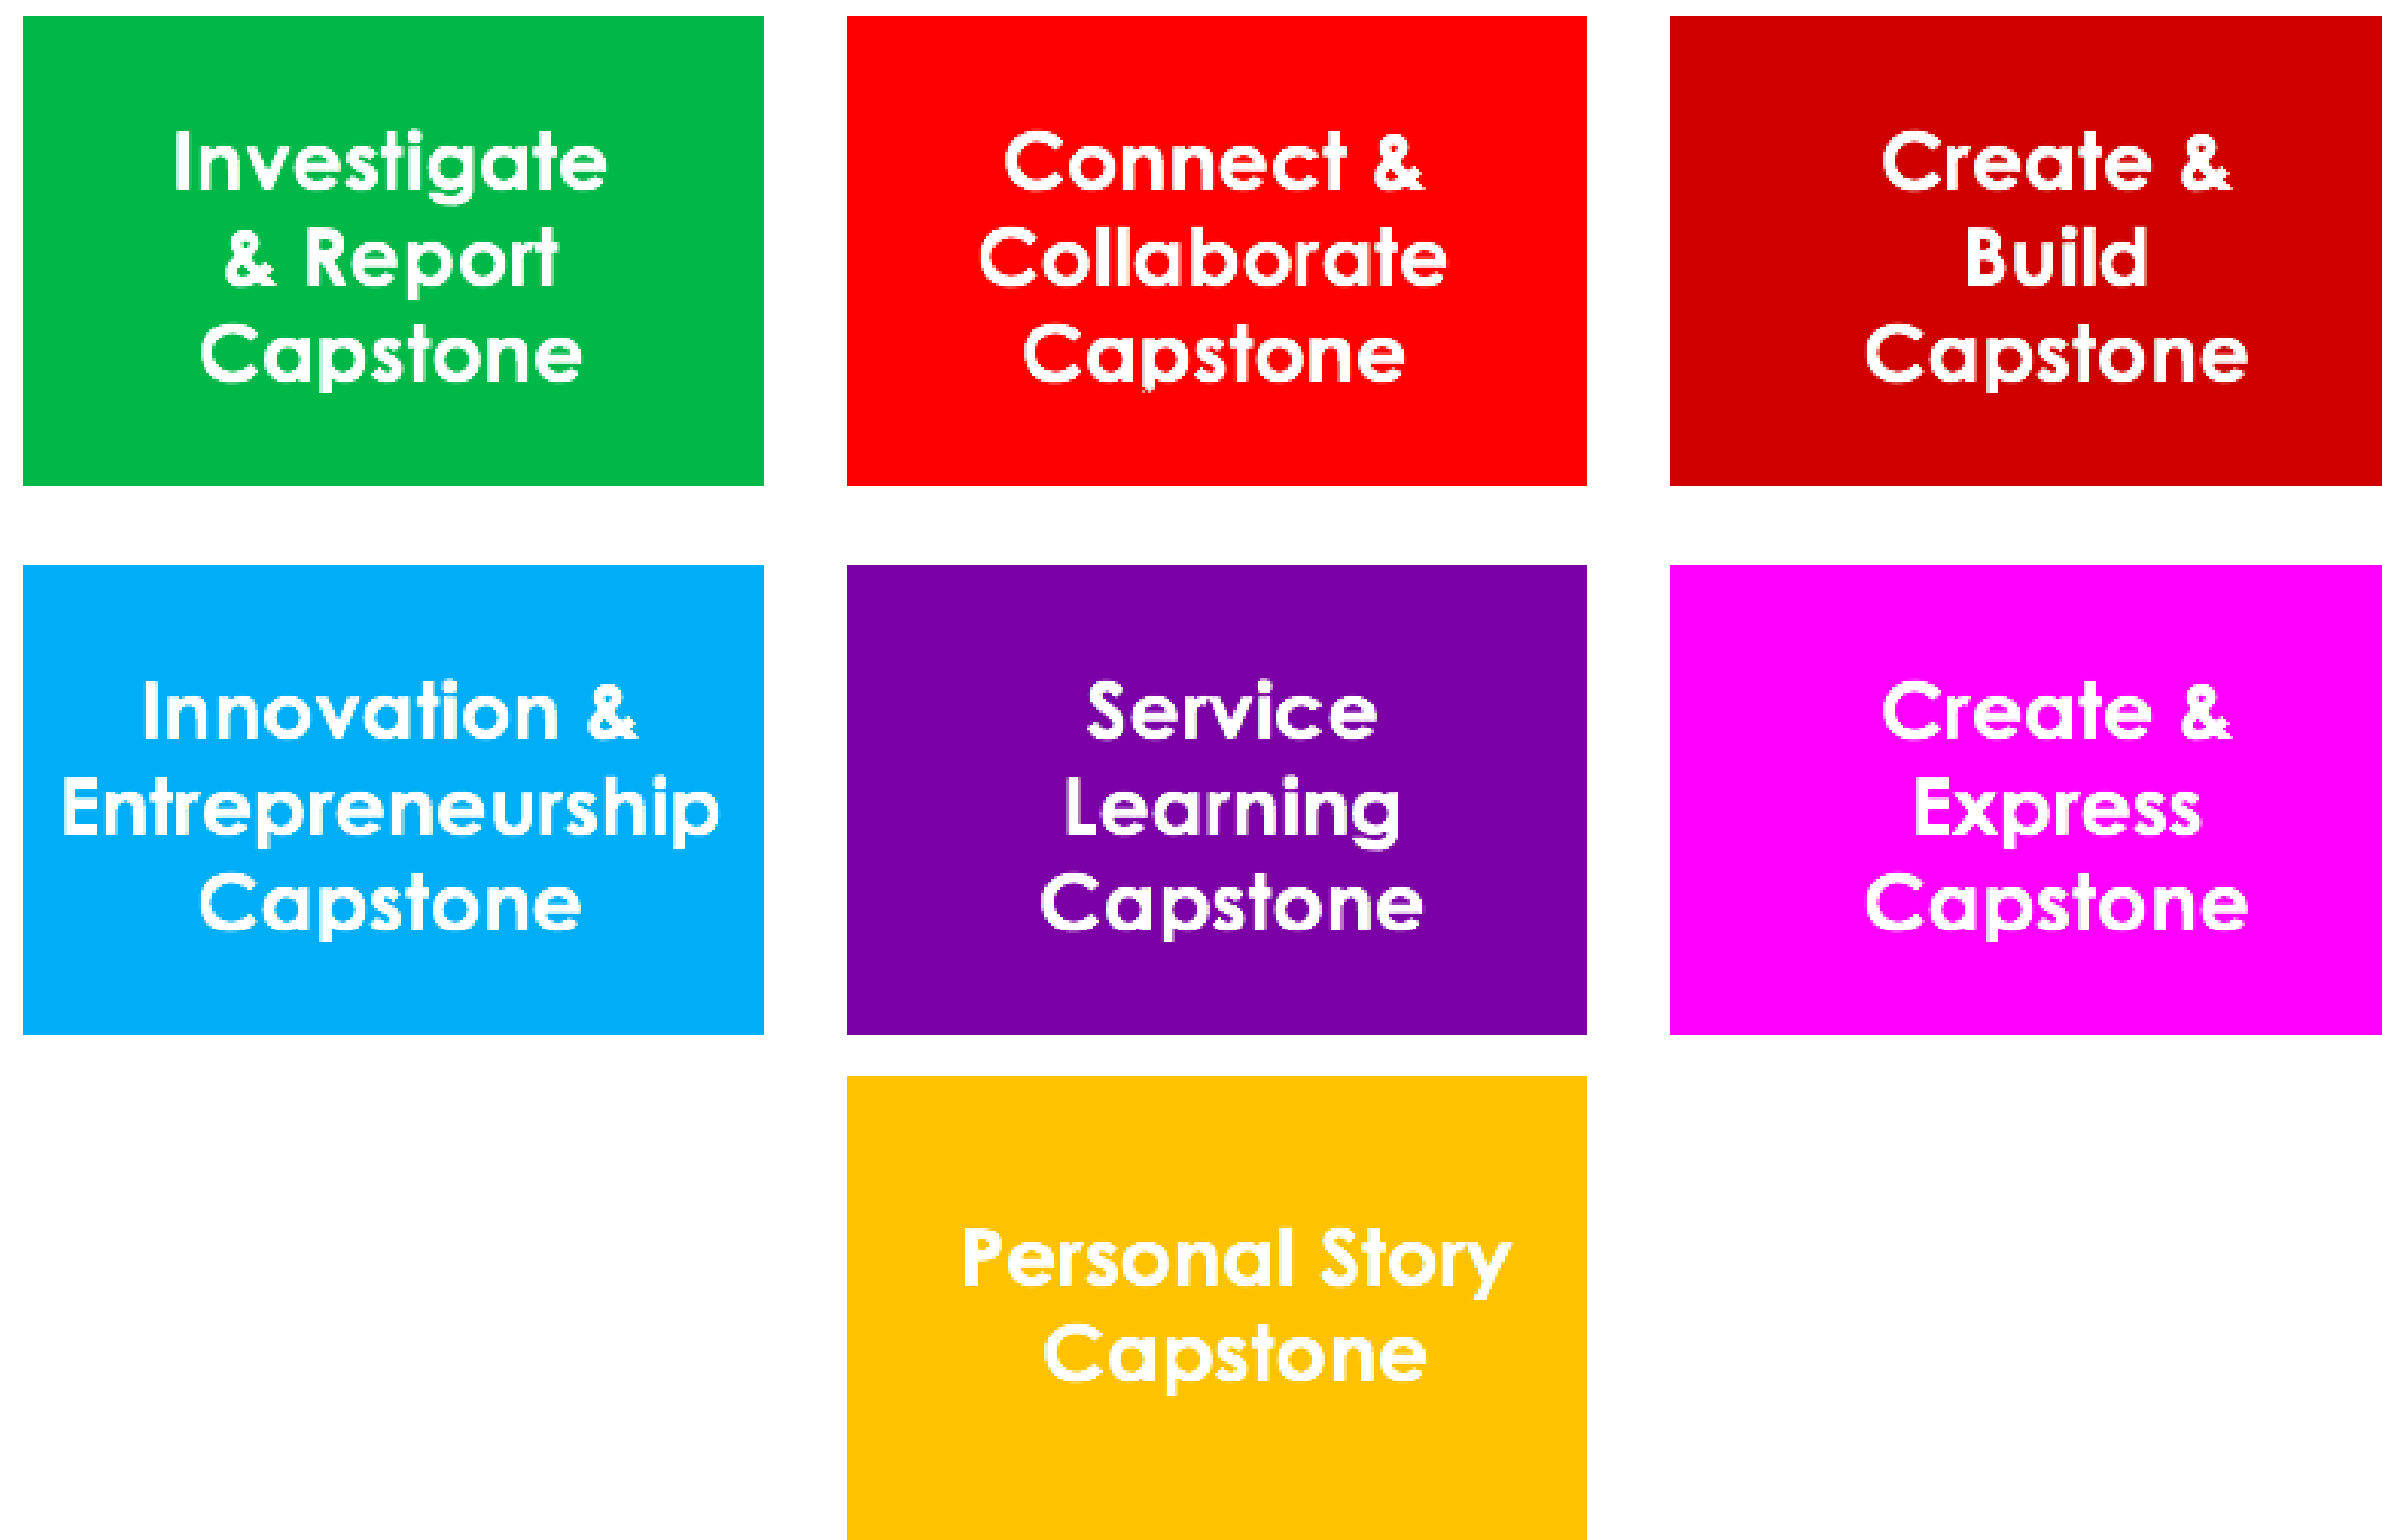 Investigate
& Report
Capstone
Connect &
Collaborate
Capstone
Create &
Build
Capstone
Innovation &
Entrepreneurship
Capstone
Service
Learning
Capstone
Create &
Express
Capstone
Personal Story
Capstone